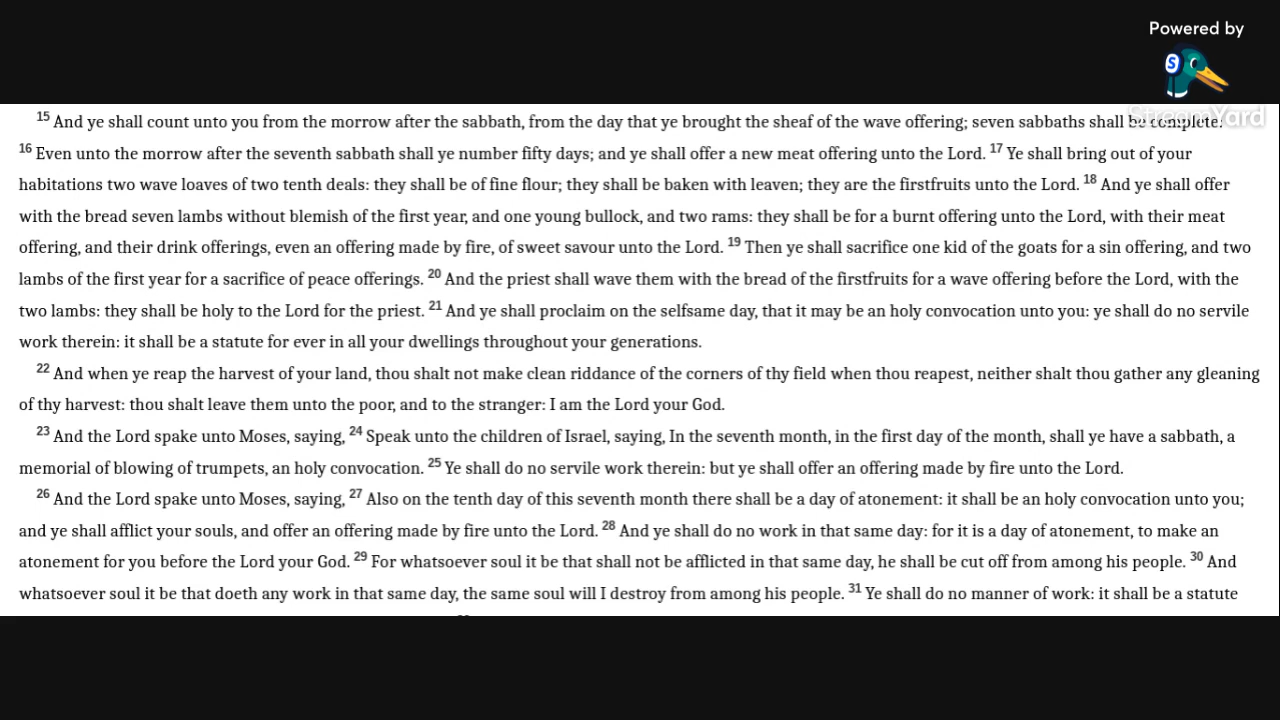 Powered by
S
StreamYard
15 And ye shall count unto you from the morrow after the sabbath, from the day that ye brought the sheaf of the wave offering; seven sabbaths shall be complete:
16 Even unto the morrow after the seventh sabbath shall ye number fifty days; and ye shall offer a new meat offering unto the Lord. 17 Ye shall bring out of your
habitations two wave loaves of two tenth deals: they shall be of fine flour; they shall be baken with leaven; they are the firstfruits unto the Lord. 18 And ye shall offer
with the bread seven lambs without blemish of the first year, and one young bullock, and two rams: they shall be for a burnt offering unto the Lord, with their meat
offering, and their drink offerings, even an offering made by fire, of sweet savour unto the Lord. 19 Then ye shall sacrifice one kid of the goats for a sin offering, and two
lambs of the first year for a sacrifice of peace offerings. 20 And the priest shall wave them with the bread of the firstfruits for a wave offering before the Lord, with the
two lambs: they shall be holy to the Lord for the priest. 21 And ye shall proclaim on the selfsame day, that it may be an holy convocation unto you: ye shall do no servile
work therein: it shall be a statute for ever in all your dwellings throughout your generations.
22 And when ye reap the harvest of your land, thou shalt not make clean riddance of the corners of thy field when thou reapest, neither shalt thou gather any gleaning
of thy harvest: thou shalt leave them unto the poor, and to the stranger: I am the Lord your God.
23 And the Lord spake unto Moses, saying, 24 Speak unto the children of Israel, saying, In the seventh month, in the first day of the month, shall ye have a sabbath, a
memorial of blowing of trumpets, an holy convocation. 25 Ye shall do no servile work therein: but ye shall offer an offering made by fire unto the Lord.
26 And the Lord spake unto Moses, saying, 27 Also on the tenth day of this seventh month there shall be a day of atonement: it shall be an holy convocation unto you;
and ye shall afflict your souls, and offer an offering made by fire unto the Lord. 28 And ye shall do no work in that same day: for it is a day of atonement, to make an
atonement for you before the Lord your God. 29 For whatsoever soul it be that shall not be afflicted in that same day, he shall be cut off from among his people. 30 And
whatsoever soul it be that doeth any work in that same day, the same soul will I destroy from among his people. 31 Ye shall do no manner of work: it shall be a statute